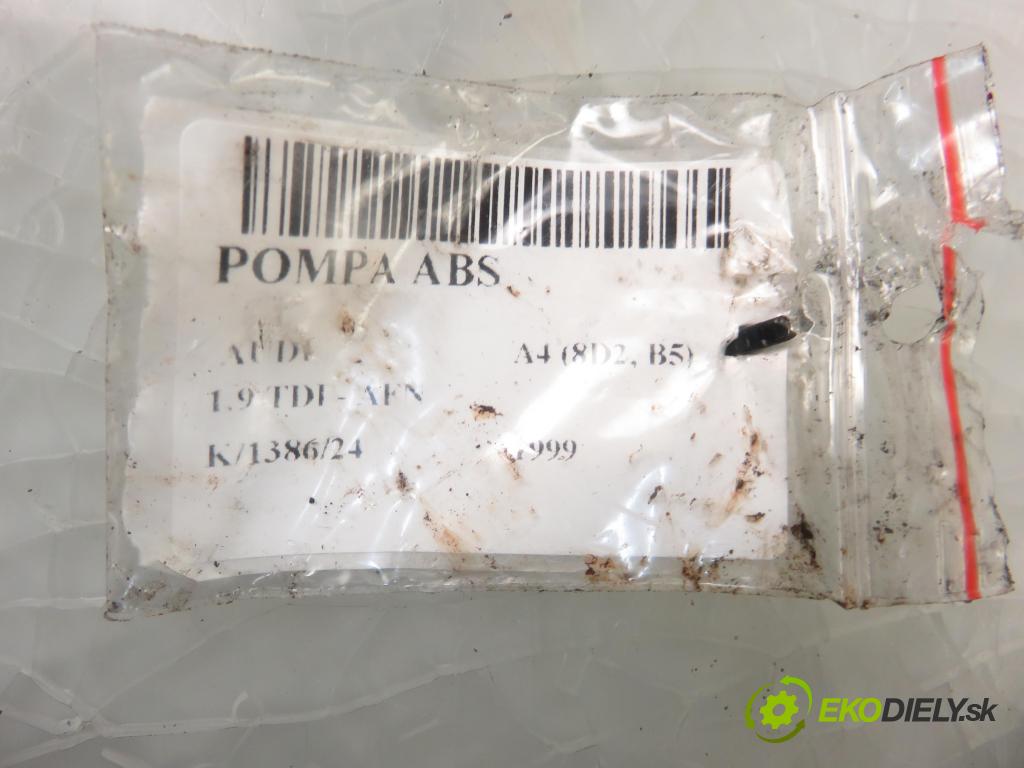 POMPA ABS
AUDI A4 (8D2, B5)
1.9 TDI - AFN
K/1386/24 1999
EKODIELY.sk